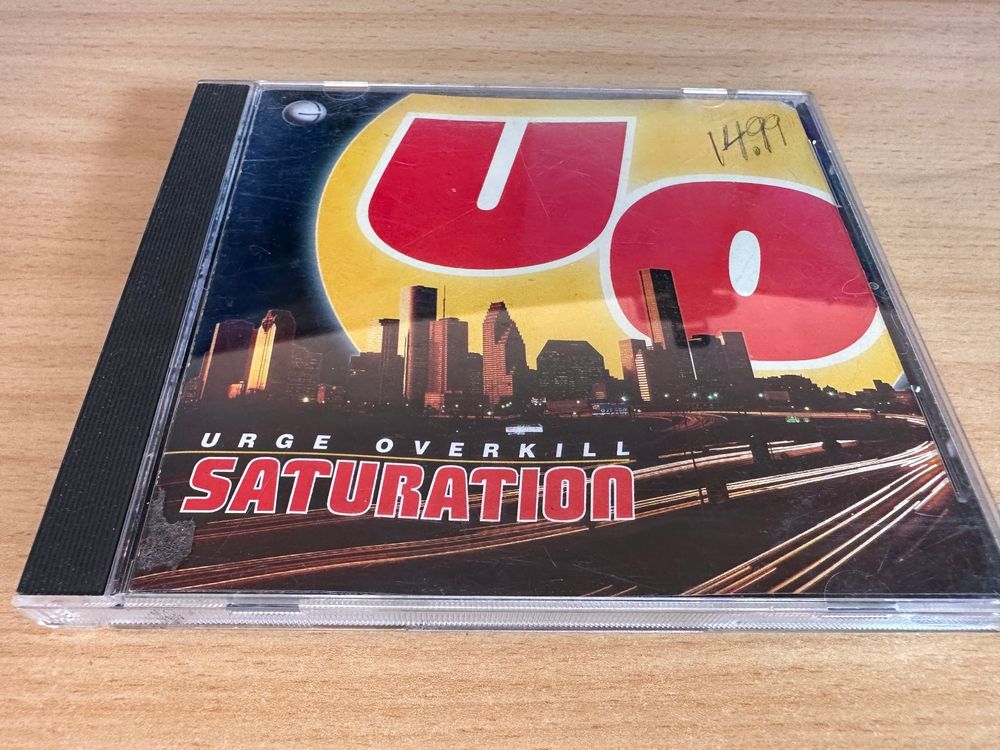 UO
14.99
URGE OVERKILL
SATURATION